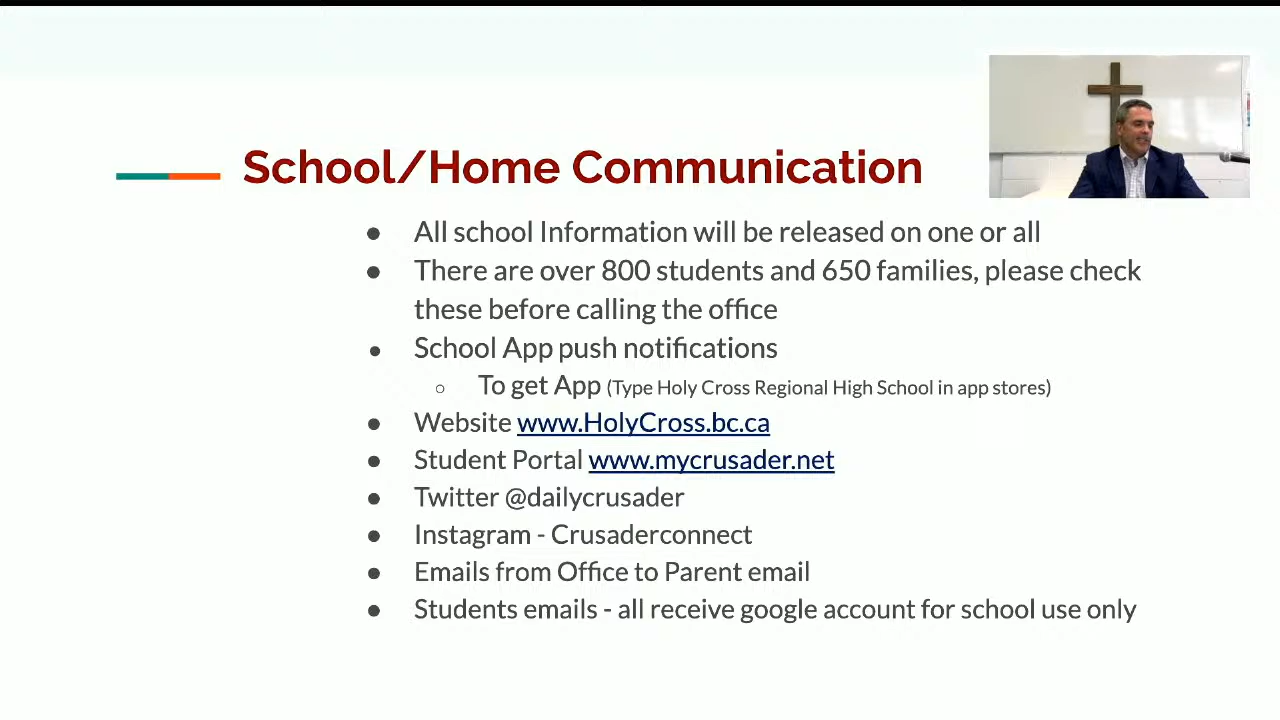 School/Home Communication
● All school Information will be released on one or all
● There are over 800 students and 650 families, please check
these before calling the office
● School App push notifications
○ To get App (Type Holy Cross Regional High School in app stores)
● Website www.HolyCross.bc.ca
● Student Portal www.mycrusader.net
● Twitter @dailycrusader
● Instagram - Crusaderconnect
● Emails from Office to Parent email
● Students emails - all receive google account for school use only